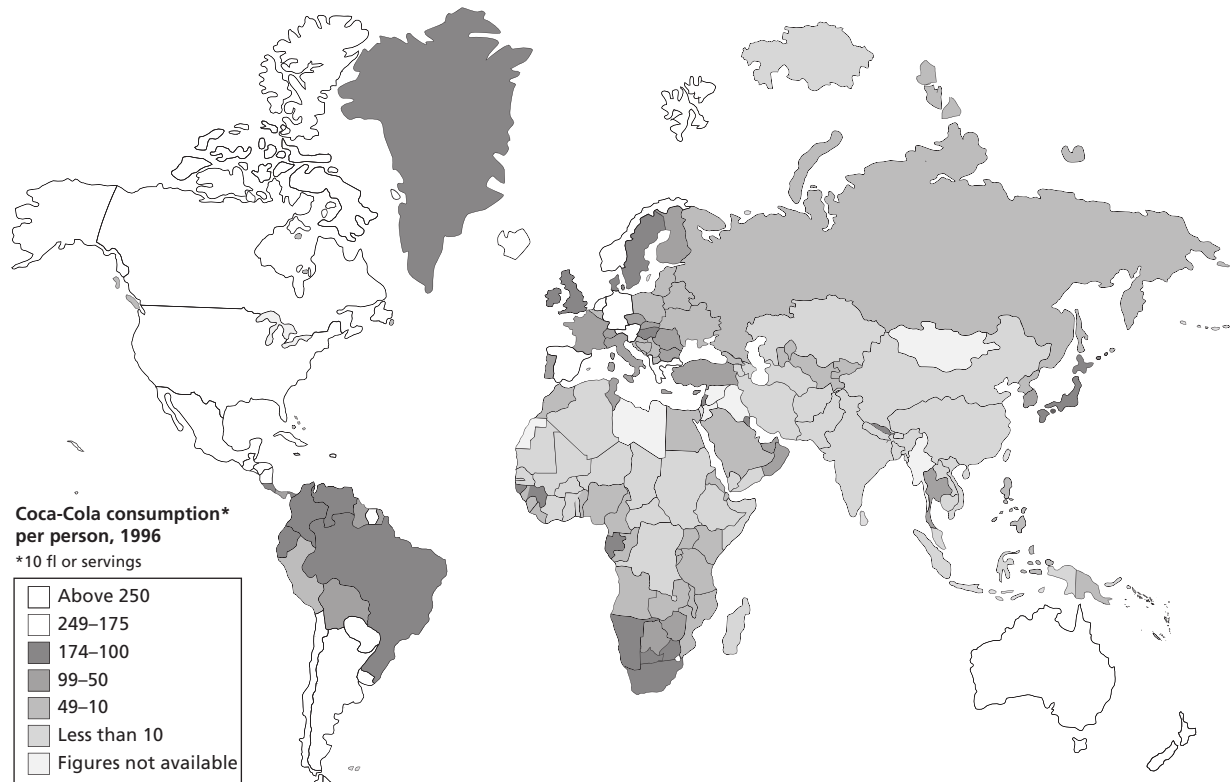 Coca-Cola consumption*
per person, 1996
*10 fl or servings
Above 250
249–175
174–100
99–50
49–10
Less than 10
Figures not available